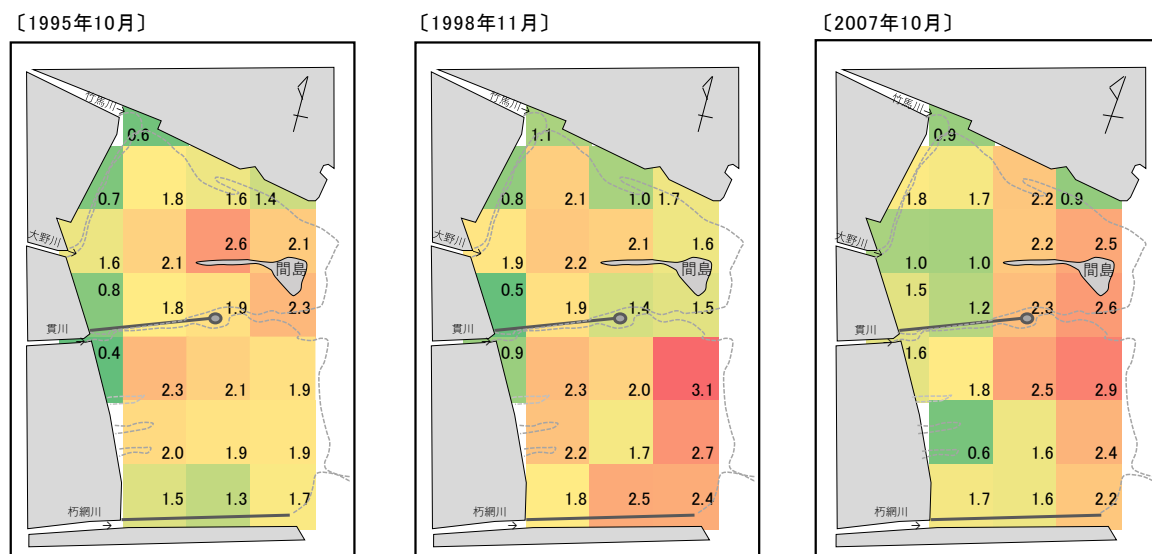 〔1995年10月〕
竹馬川
0.6
0.7 1.8 1.6 1.4
大野川
1.6 2.1 2.6 2.1
間島
0.8 1.8 1.9 2.3
貫川
0.4 2.3 2.1 1.9
2.0 1.9 1.9
1.5 1.3 1.7
朽網川
〔1998年11月〕
竹馬川
1.1
0.8 2.1 1.0 1.7
大野川
1.9 2.2 2.1 1.6
間島
0.5 1.9 1.4 1.5
貫川
0.9 2.3 2.0 3.1
2.2 1.7 2.7
1.8 2.5 2.4
朽網川
〔2007年10月〕
竹馬川
0.9
1.8 1.7 2.2 0.9
大野川
1.0 1.0 2.2 2.5
間島
1.5 1.2 2.3 2.6
貫川
1.6 1.8 2.5 2.9
0.6 1.6 2.4
1.7 1.6 2.2
朽網川